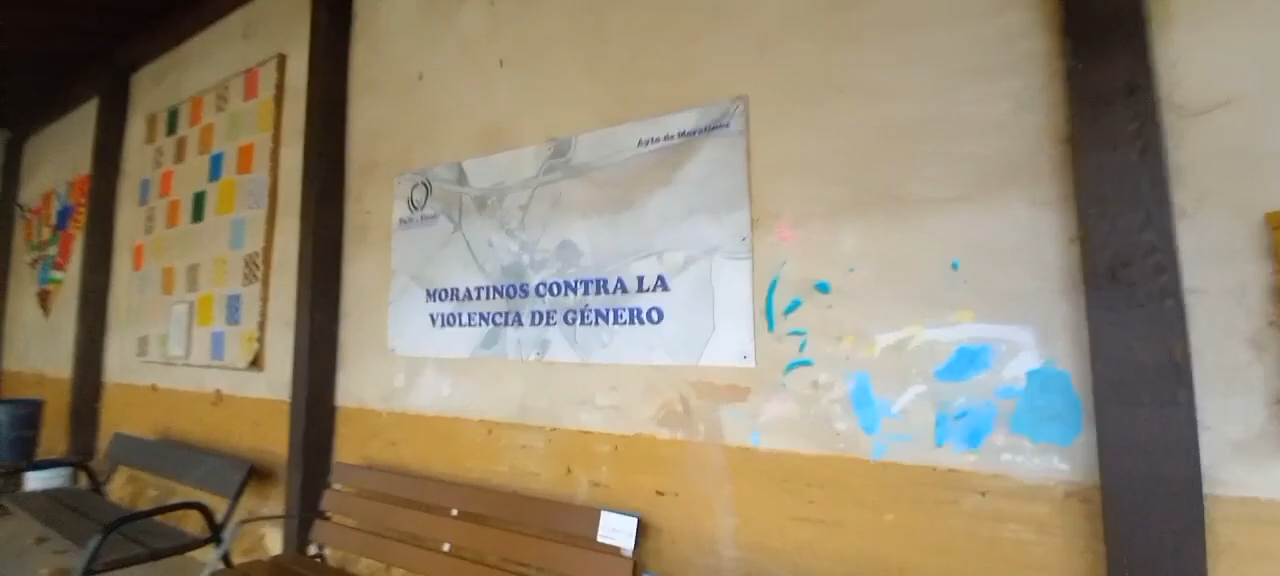 Ayto de Moratinos
MORATINOS CONTRA LA
VIOLENCIA DE GÉNERO